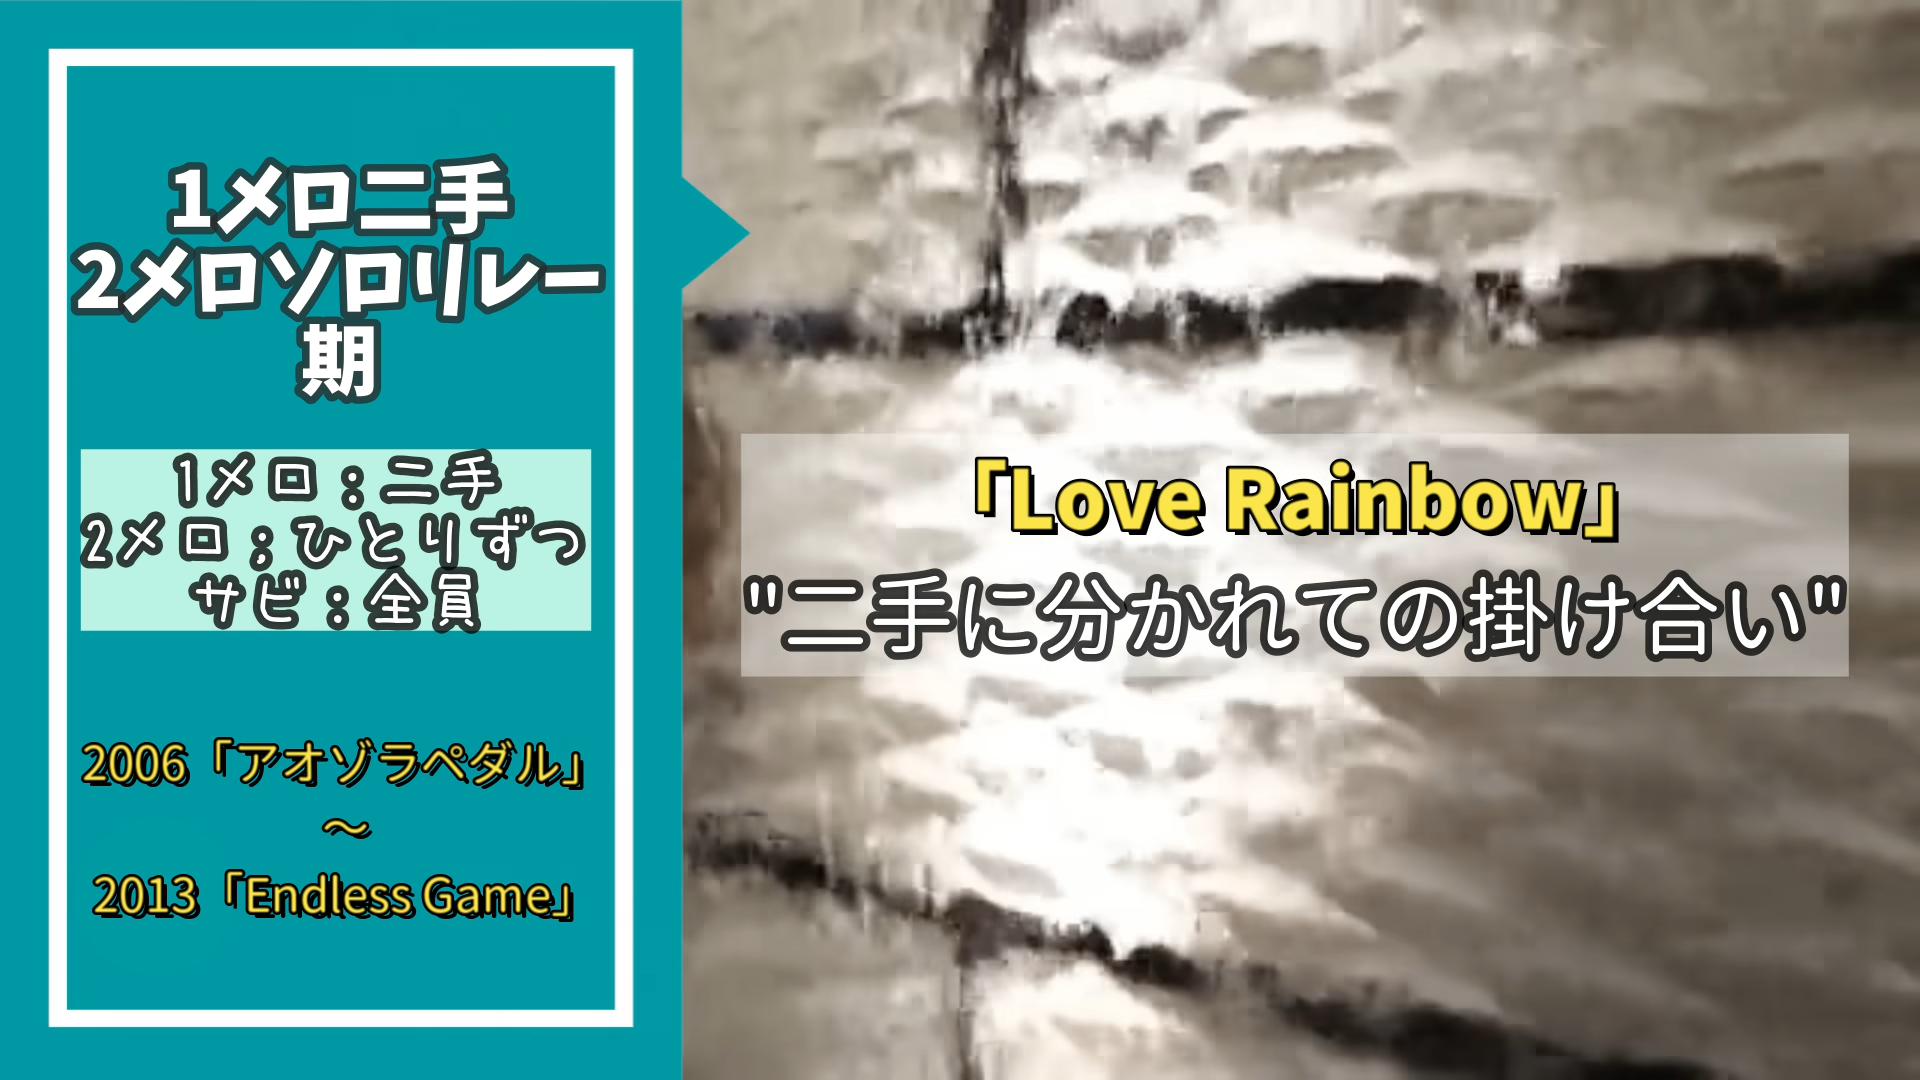 1メロ二手
2メロソロリレー
期
1メロ：二手
2メロ；ひとりずつ
サビ：全員
2006「アオゾラペダル」
～
2013「Endless Game」
「Love Rainbow」
"二手に分かれての掛け合い"